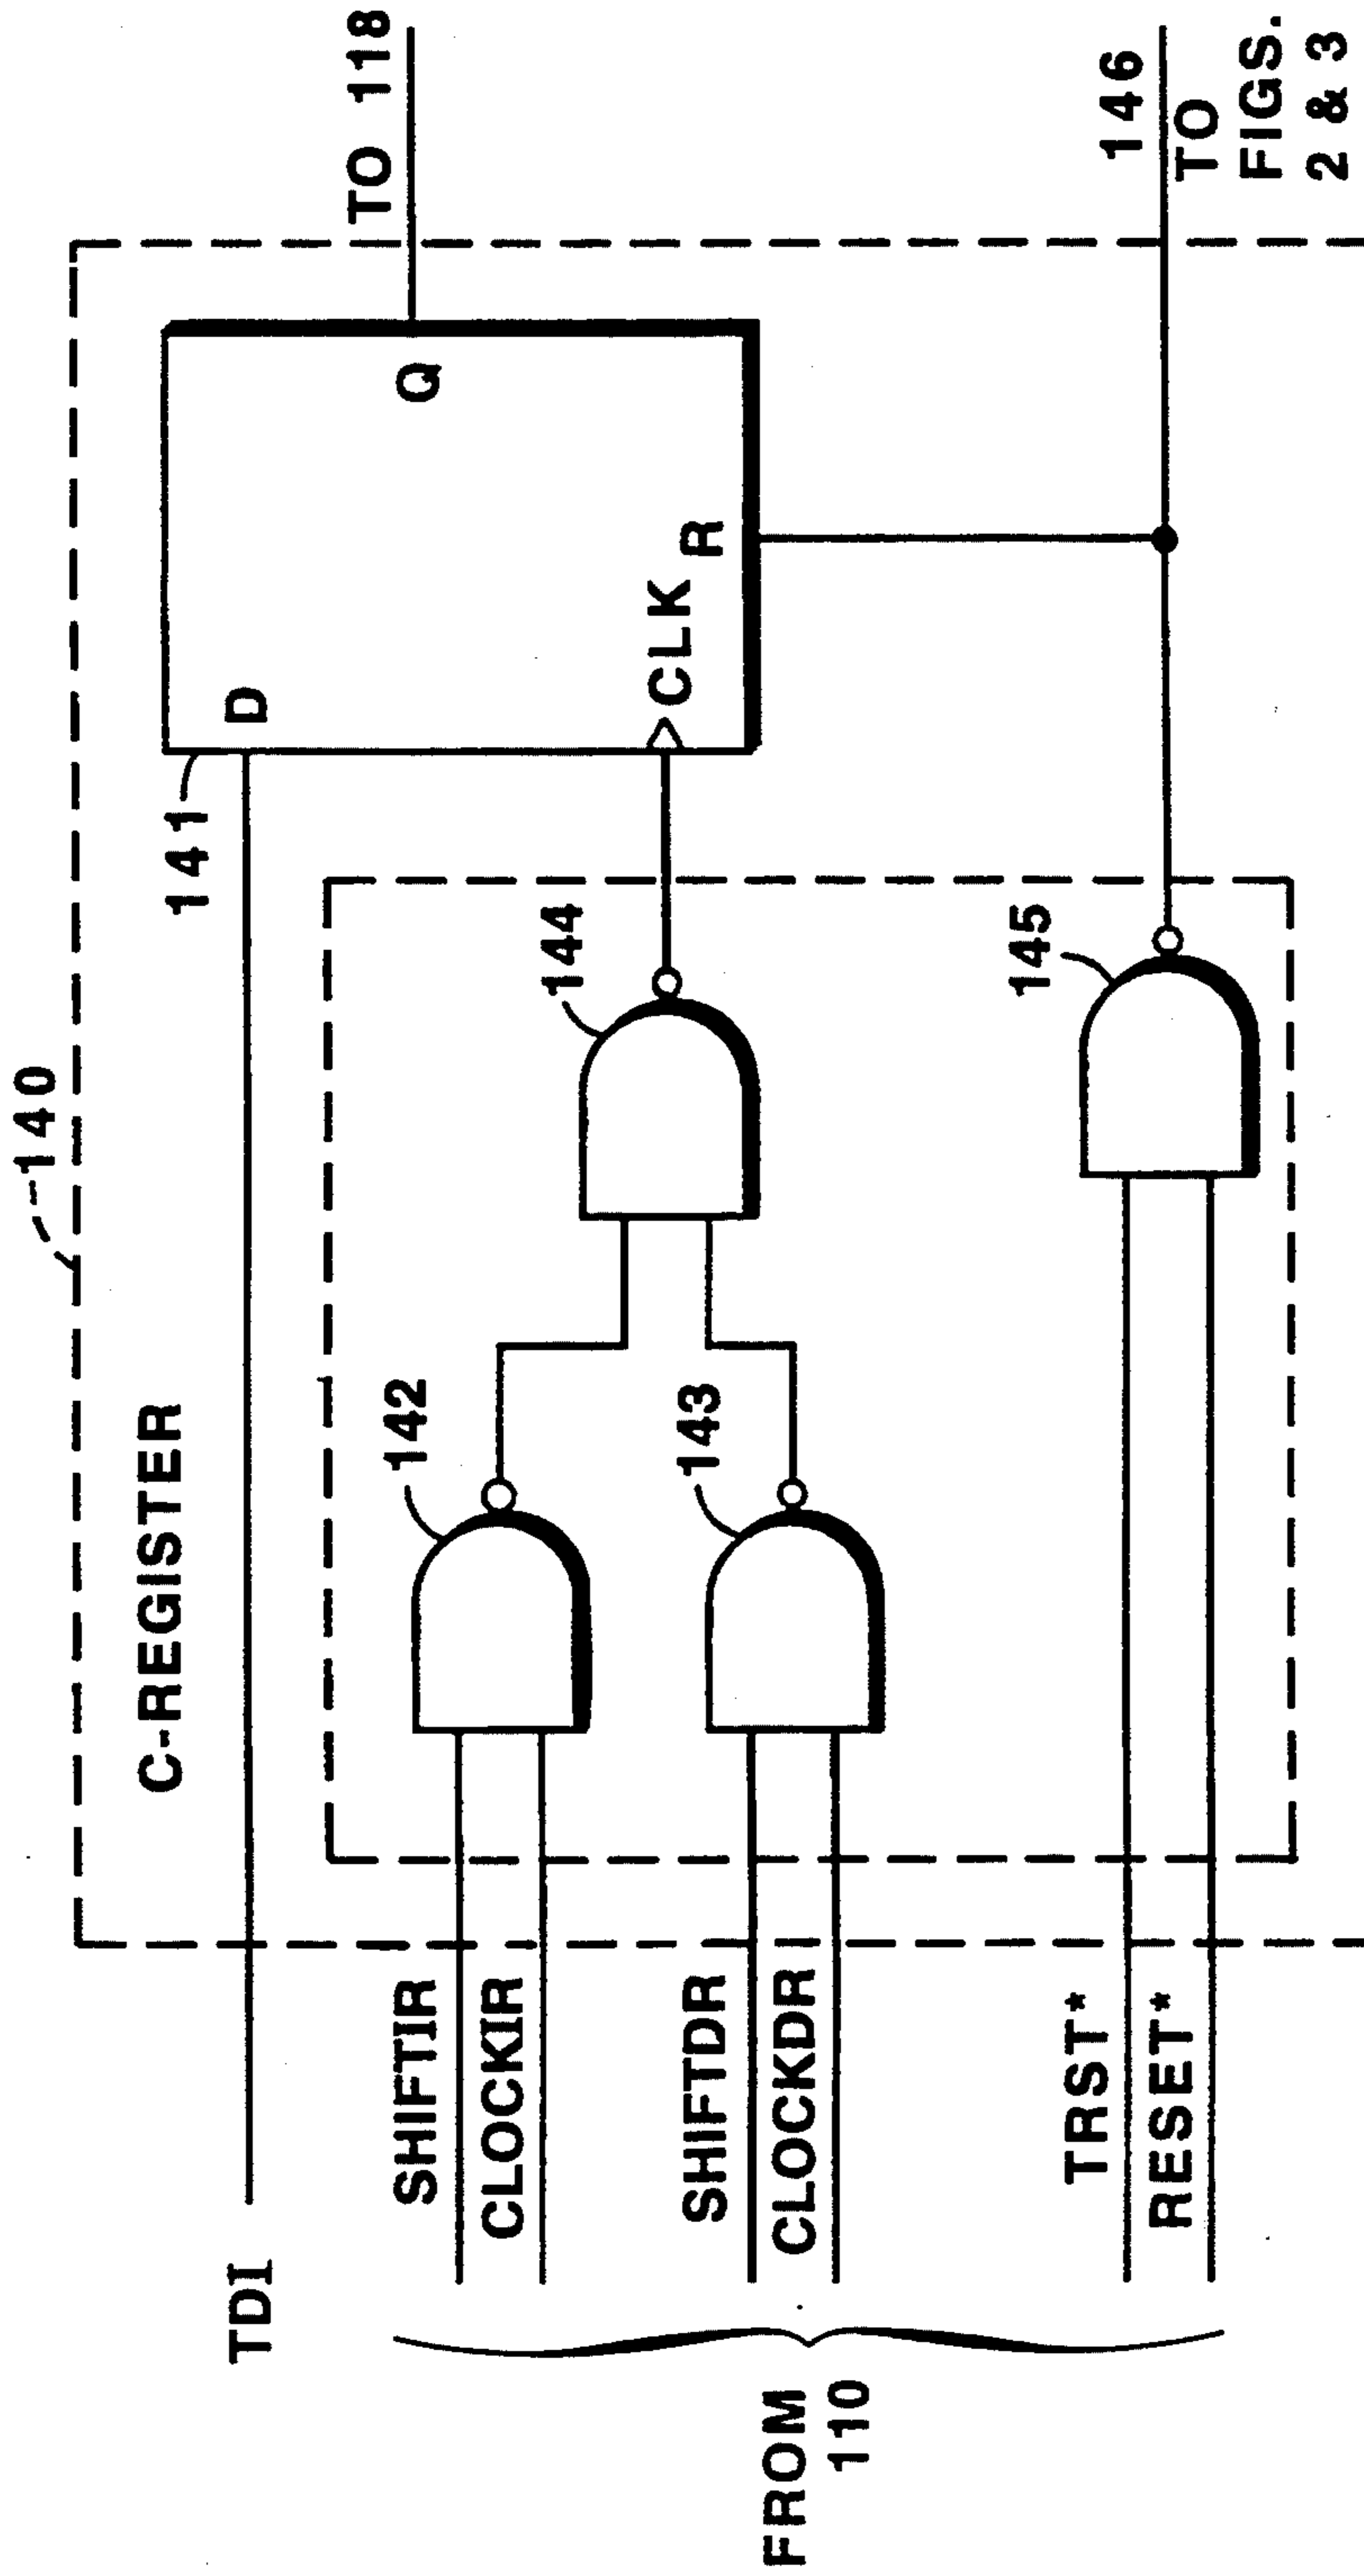 140
C-REGISTER
TDI
141
D
Q
TO 118
SHIFTIR
CLOCKIR
142
144
CLK
R
SHIFTDR
CLOCKDR
143
FROM
110
TRST*
RESET*
145
146
TO
FIGS.
2 & 3